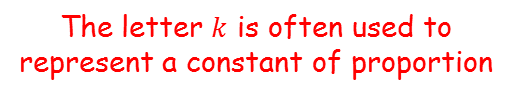 The letter k is often used to
represent a constant of proportion